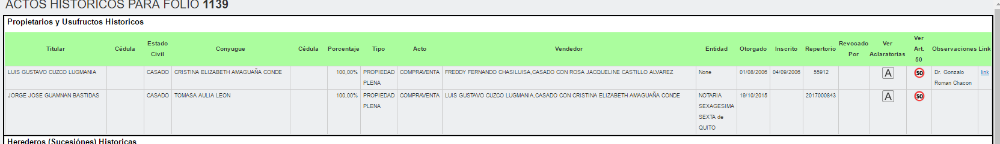 ACTOS HISTORICOS PARA FOLIO 1139
Propietarios y Usufructos Historicos
Titular Cédula Estado Civil Conyugue Cédula Porcentaje Tipo Acto Vendedor Entidad Otorgado Inscrito Repertorio Revocado Por Ver Aclaratorias Ver Art. 50 Observaciones Link
LUIS GUSTAVO CUZCO LUGMANIA CASADO CRISTINA ELIZABETH AMAGUAÑA CONDE 100,00% PROPIEDAD PLENA COMPRAVENTA FREDDY FERNANDO CHASILUISA,CASADO CON ROSA JACQUELINE CASTILLO ALVAREZ None 01/08/2006 04/09/2006 55912 A 50 Dr. Gonzalo Roman Chacon link
JORGE JOSE GUAMNAN BASTIDAS CASADO TOMASA AULIA LEON 100,00% PROPIEDAD PLENA COMPRAVENTA LUIS GUSTAVO CUZCO LUGMANIA,CASADO CON CRISTINA ELIZABETH AMAGUAÑA CONDE NOTARIA SEXAGESIMA SEXTA de QUITO 19/10/2015 2017000843 A 50
Herederos (Sucesiónes) Historicas